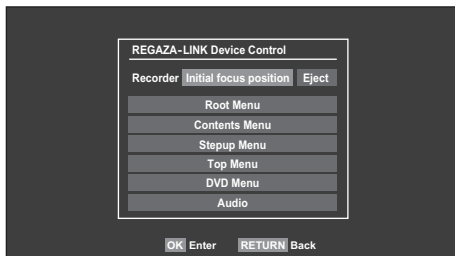 REGAZA-LINK Device Control
Recorder Initial focus position Eject
Root Menu
Contents Menu
Stepup Menu
Top Menu
DVD Menu
Audio
OK Enter RETURN Back